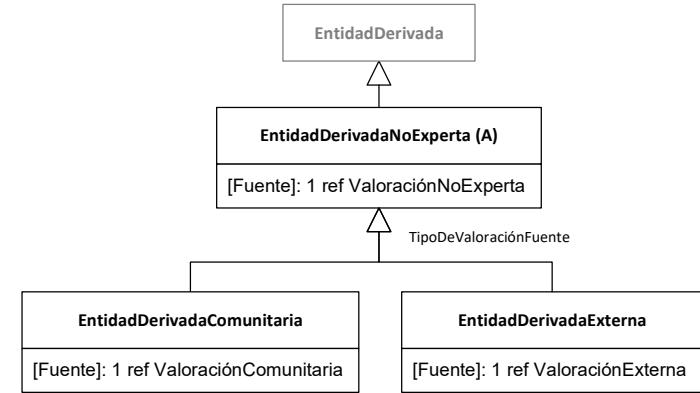 EntidadDerivada
EntidadDerivadaNoExperta (A)
[Fuente]: 1 ref ValoraciónNoExperta
TipoDeValoraciónFuente
EntidadDerivadaComunitaria
[Fuente]: 1 ref ValoraciónComunitaria
EntidadDerivadaExterna
[Fuente]: 1 ref ValoraciónExterna